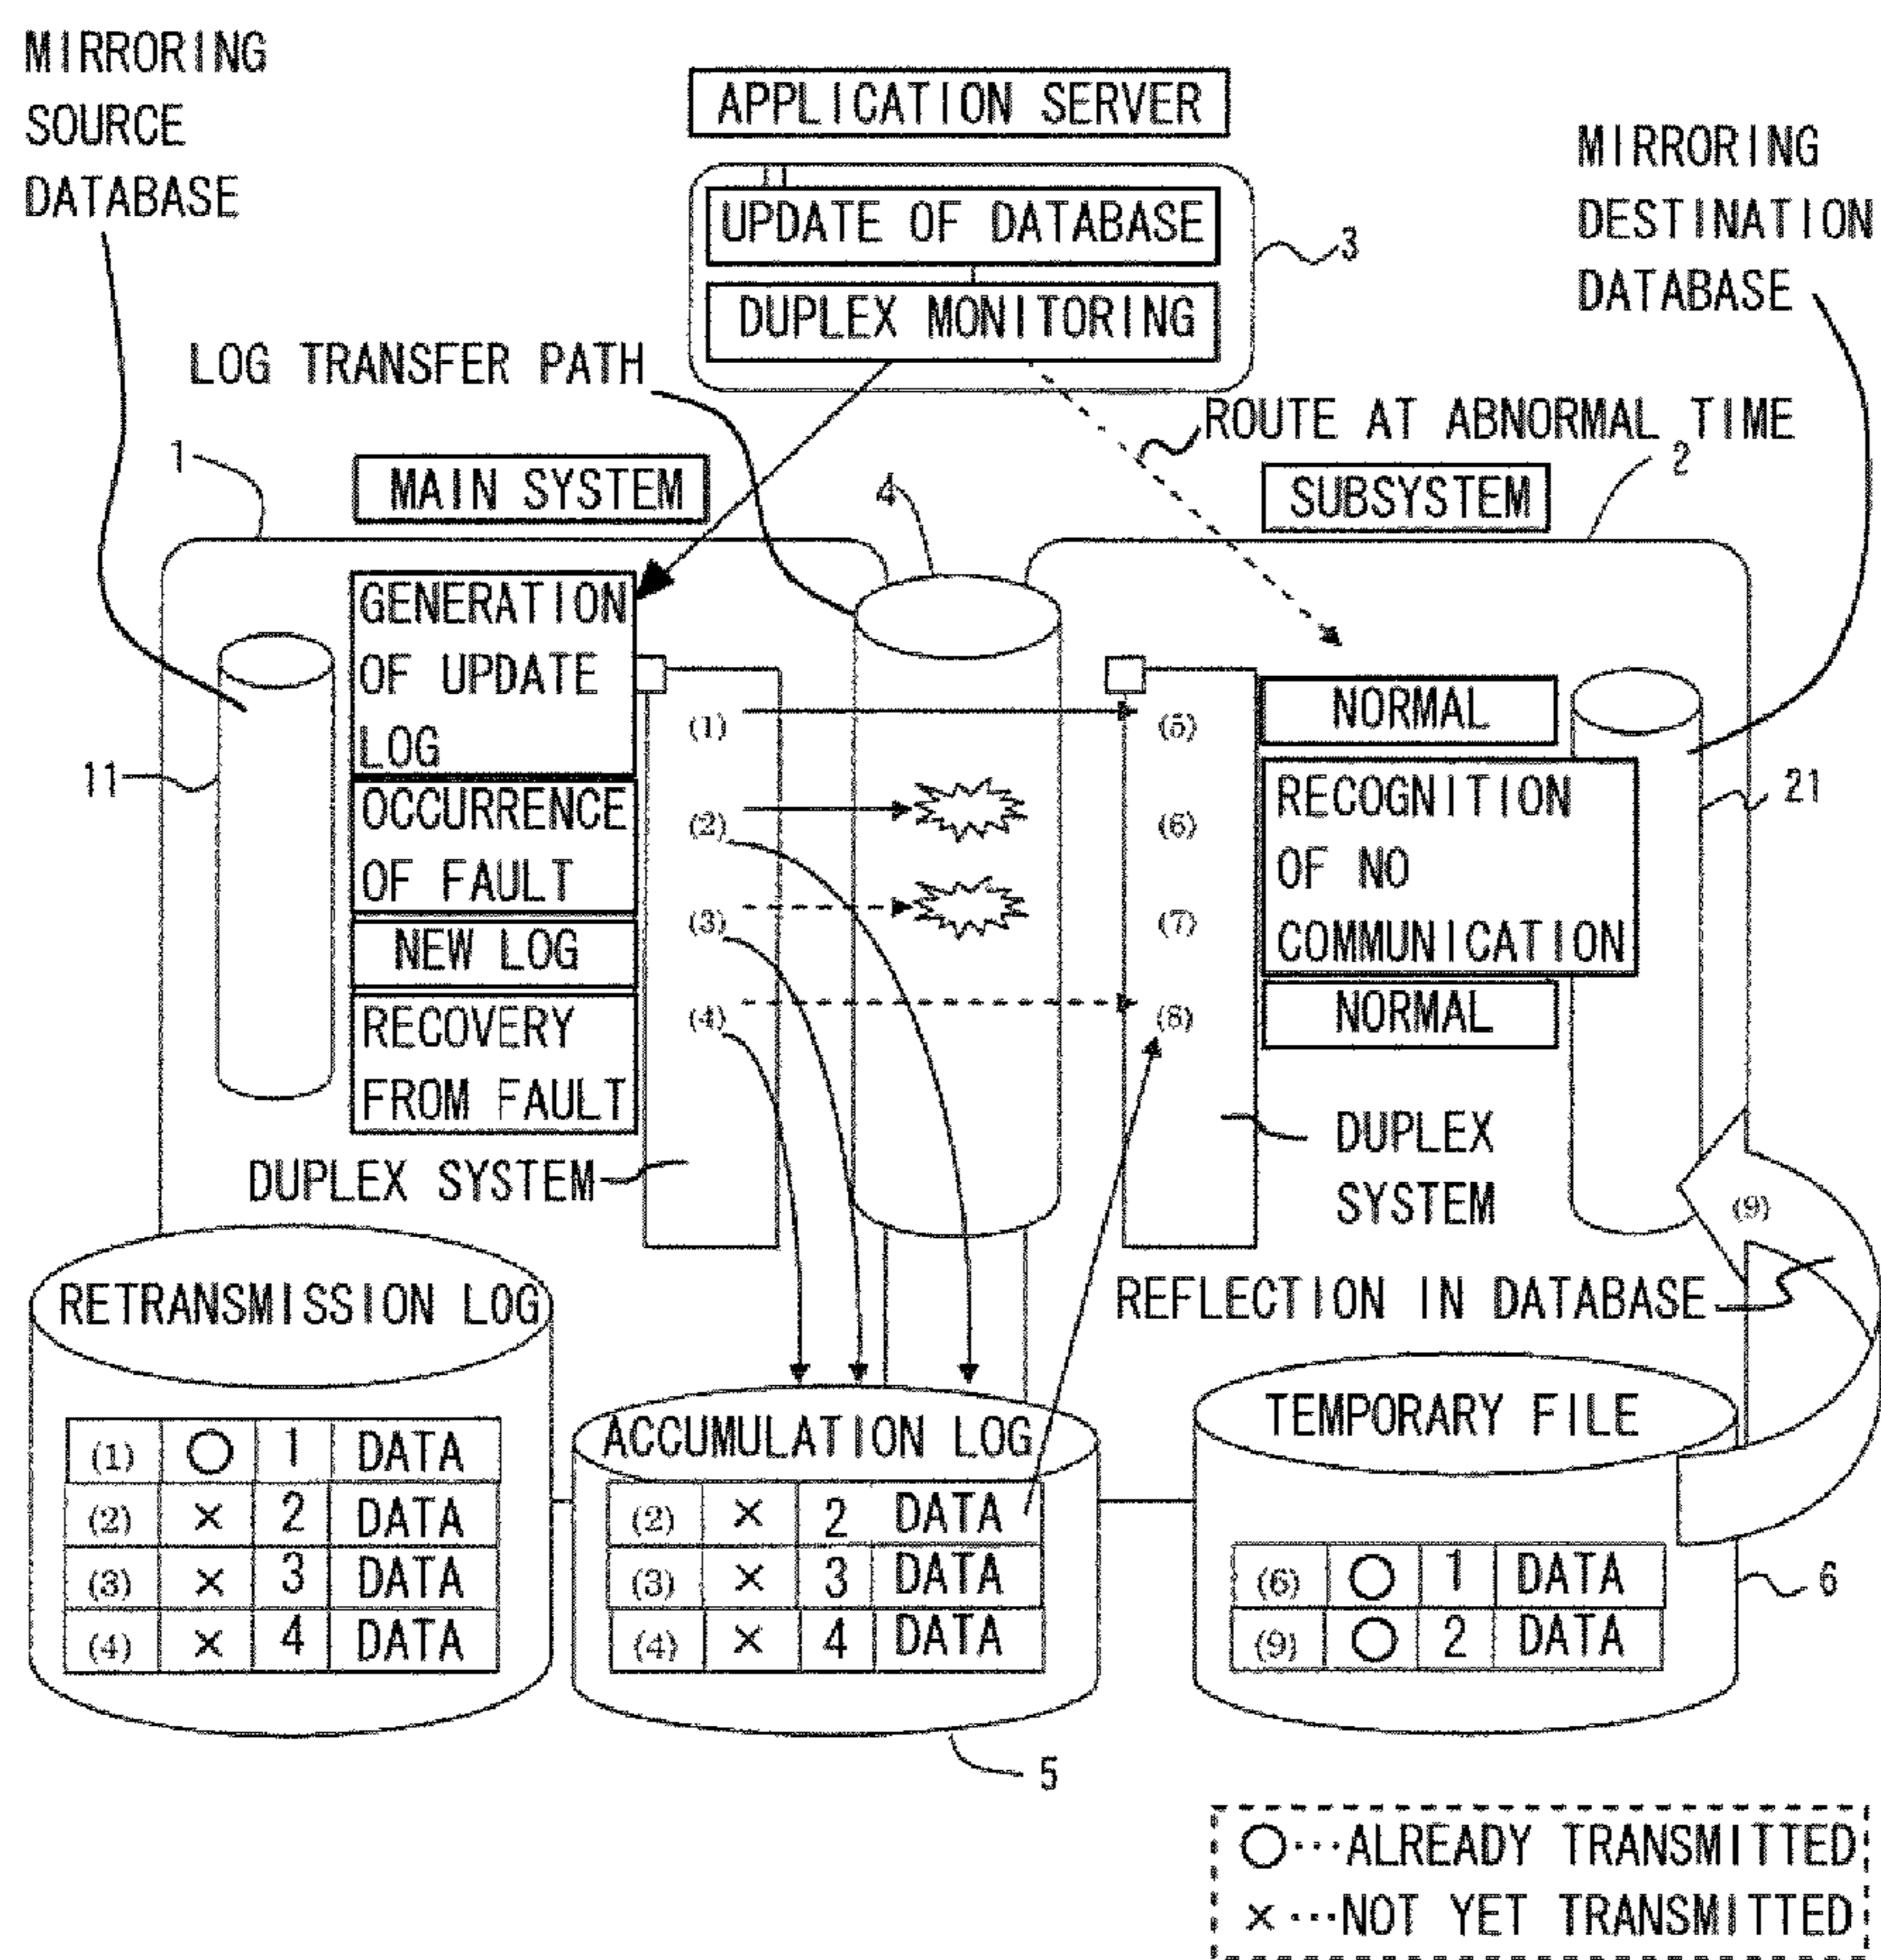 MIRRORING
SOURCE
DATABASE
APPLICATION SERVER
UPDATE OF DATABASE
DUPLEX MONITORING
3
MIRRORING
DESTINATION
DATABASE
LOG TRANSFER PATH
ROUTE AT ABNORMAL TIME
1
MAIN SYSTEM
4
SUBSYSTEM
2
GENERATION
OF UPDATE
LOG
OCCURRENCE
OF FAULT
NEW LOG
RECOVERY
FROM FAULT
11
(1)
(2)
(3)
(4)
(5)
(6)
(7)
(8)
NORMAL
RECOGNITION
OF NO
COMMUNICATION
NORMAL
21
DUPLEX SYSTEM
DUPLEX
SYSTEM
(9)
REFLECTION IN DATABASE
RETRANSMISSION LOG
(1) ○ 1 DATA
(2) × 2 DATA
(3) × 3 DATA
(4) × 4 DATA
ACCUMULATION LOG
(2) × 2 DATA
(3) × 3 DATA
(4) × 4 DATA
5
TEMPORARY FILE
(6) ○ 1 DATA
(9) ○ 2 DATA
6
○···ALREADY TRANSMITTED
×···NOT YET TRANSMITTED